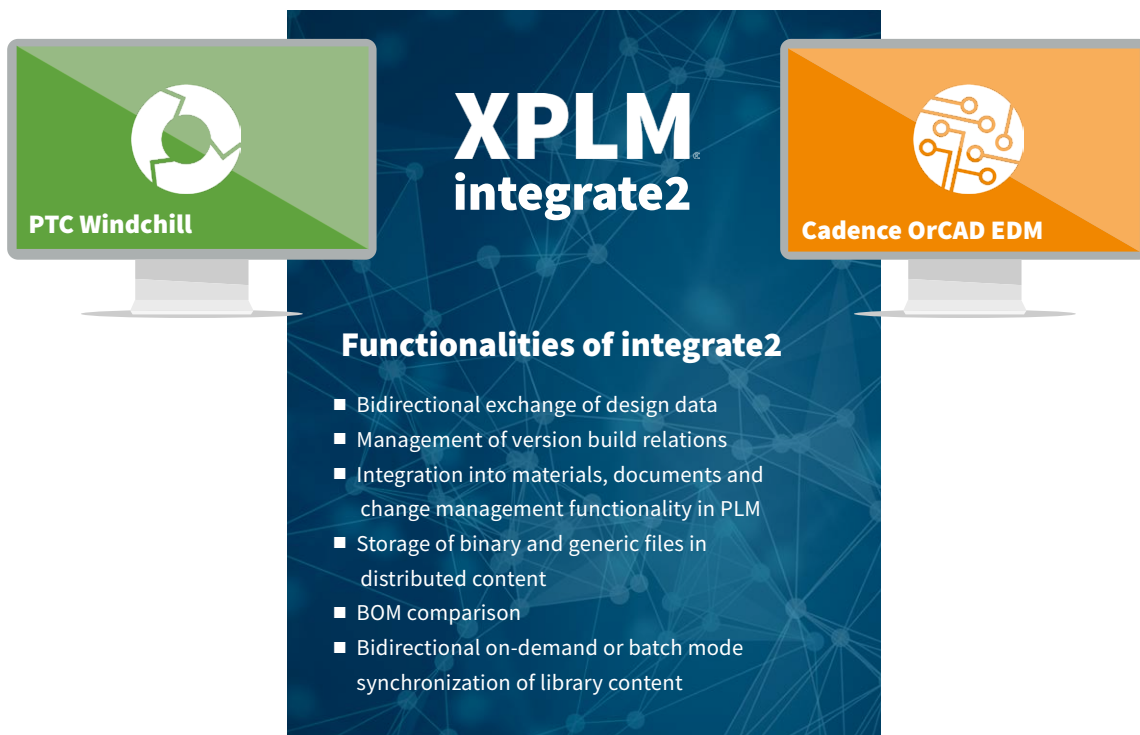 XPLM
integrate2
PTC Windchill
Cadence OrCAD EDM
Functionalities of integrate2
■ Bidirectional exchange of design data
■ Management of version build relations
■ Integration into materials, documents and
change management functionality in PLM
■ Storage of binary and generic files in
distributed content
■ BOM comparison
■ Bidirectional on-demand or batch mode
synchronization of library content